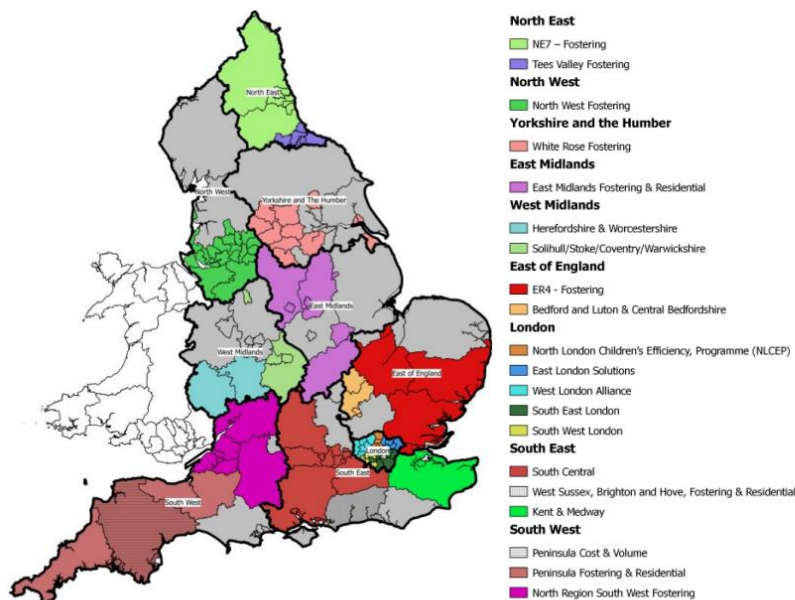 North East
NE7 – Fostering
Tees Valley Fostering
North West
North West Fostering
Yorkshire and the Humber
White Rose Fostering
East Midlands
East Midlands Fostering & Residential
West Midlands
Herefordshire & Worcestershire
Solihull/Stoke/Coventry/Warwickshire
East of England
ER4 - Fostering
Bedford and Luton & Central Bedfordshire
London
North London Children's Efficiency, Programme (NLCEP)
East London Solutions
West London Alliance
South East London
South West London
South East
South Central
West Sussex, Brighton and Hove, Fostering & Residential
Kent & Medway
South West
Peninsula Cost & Volume
Peninsula Fostering & Residential
North Region South West Fostering
North East
North West
Yorkshire and The Humber
East Midlands
West Midlands
East of England
London
South East
South West